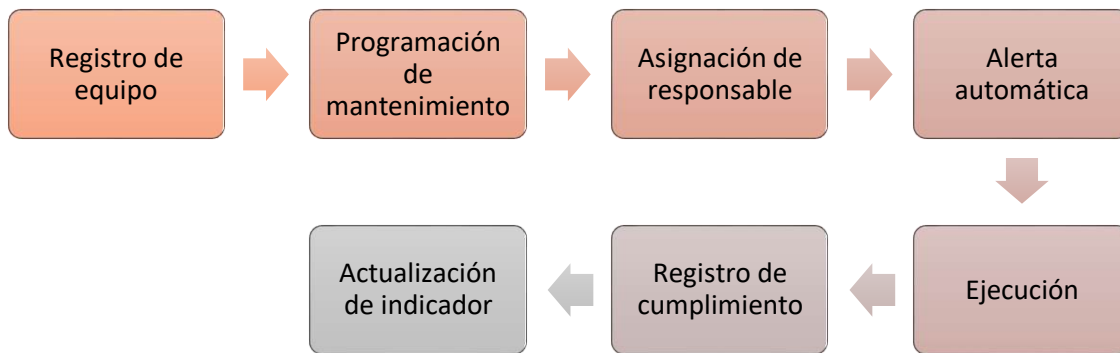 Registro de
equipo
Programación
de
mantenimiento
Asignación de
responsable
Alerta
automática
Ejecución
Registro de
cumplimiento
Actualización
de indicador